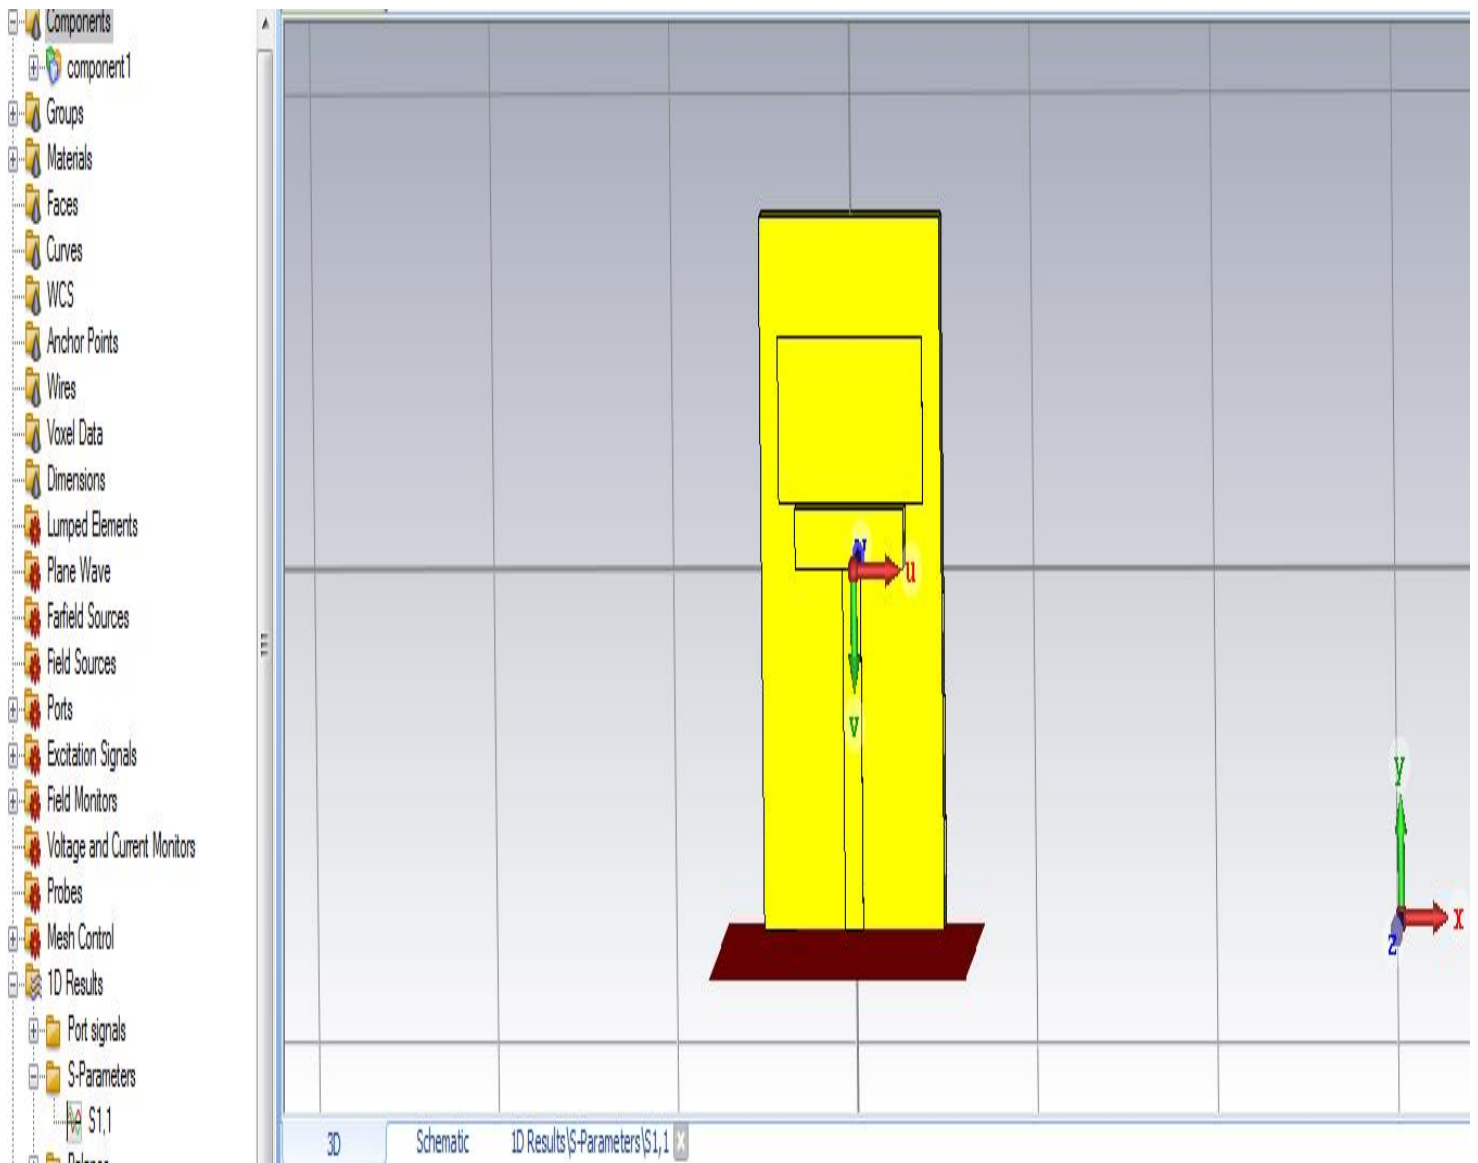 Components
component1
Groups
Materials
Faces
Curves
WCS
Anchor Points
Wires
Voxel Data
Dimensions
Lumped Elements
Plane Wave
Farfield Sources
Field Sources
Ports
Excitation Signals
Field Monitors
Voltage and Current Monitors
Probes
Mesh Control
1D Results
Port signals
S-Parameters
S1,1
Balance
u
v
y
x
z
3D Schematic 1D Results\S-Parameters\S1,1